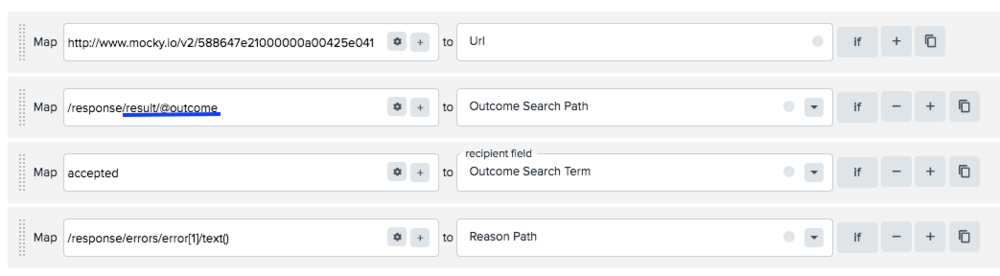 Map http://www.mocky.io/v2/588647e21000000a00425e041 + to Url if +
Map /response/result/@outcome + to Outcome Search Path if − +
recipient field
Map accepted + to Outcome Search Term if − +
Map /response/errors/error[1]/text() + to Reason Path if − +